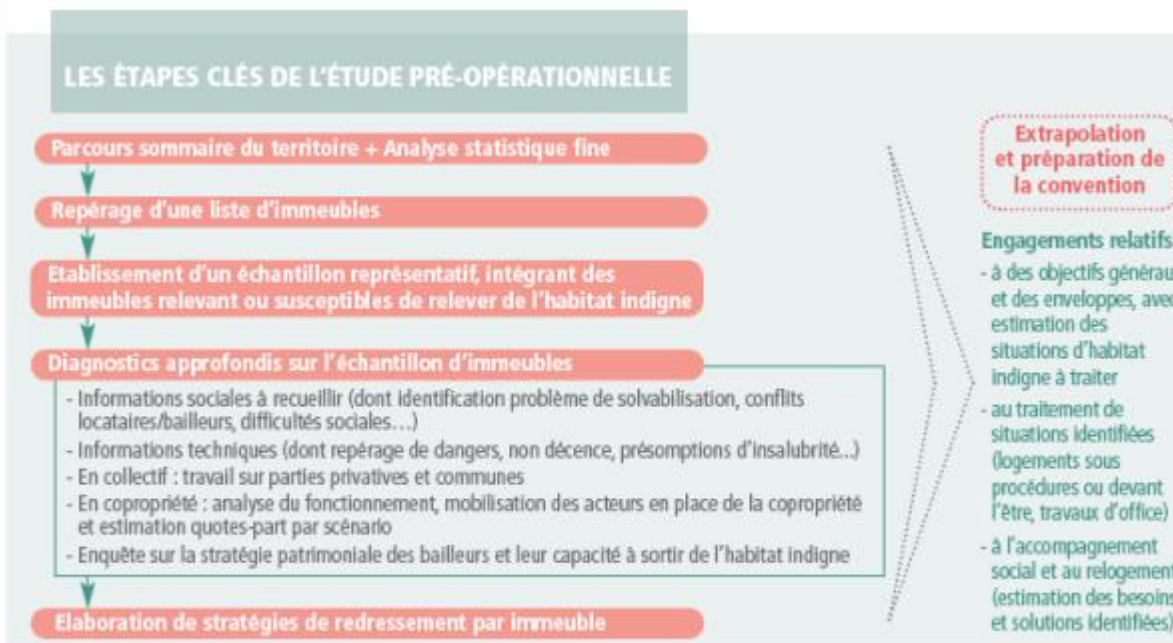 LES ÉTAPES CLÉS DE L'ÉTUDE PRÉ-OPÉRATIONNELLE
Parcours sommaire du territoire + Analyse statistique fine
Repérage d'une liste d'immeubles
Etablissement d'un échantillon représentatif, intégrant des
immeubles relevant ou susceptibles de relever de l'habitat indigne
Diagnostics approfondis sur l'échantillon d'immeubles
- Informations sociales à recueillir (dont identification problème de solvabilisation, conflits
locataires/bailleurs, difficultés sociales…)
- Informations techniques (dont repérage de dangers, non décence, présomptions d'insalubrité...)
- En collectif : travail sur parties privatives et communes
- En copropriété : analyse du fonctionnement, mobilisation des acteurs en place de la copropriété
et estimation quotes-part par scénario
- Enquête sur la stratégie patrimoniale des bailleurs et leur capacité à sortir de l'habitat indigne
Elaboration de stratégies de redressement par immeuble
Extrapolation
et préparation de
la convention
Engagements relatifs
- à des objectifs générau
et des enveloppes, avec
estimation des
situations d'habitat
indigne à traiter
- au traitement de
situations identifiées
(logements sous
procédures ou devant
l'être, travaux d'office)
- à l'accompagnement
social et au relogement
(estimation des besoins
et solutions identifiées)